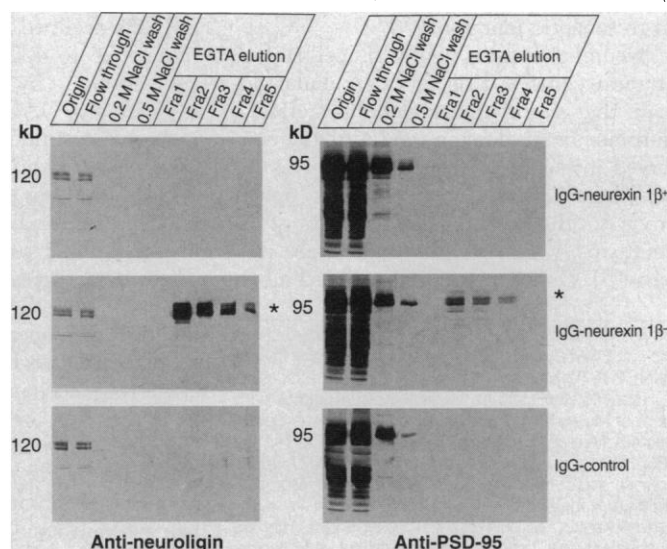 EGTA elution
Origin
Flow through
0.2 M NaCl wash
0.5 M NaCl wash
Fra1
Fra2
Fra3
Fra4
Fra5
kD
120
120
*
120
Anti-neuroligin
EGTA elution
Origin
Flow through
0.2 M NaCl wash
0.5 M NaCl wash
Fra1
Fra2
Fra3
Fra4
Fra5
kD
95
IgG-neurexin 1β+
95
*
IgG-neurexin 1β-
95
IgG-control
Anti-PSD-95